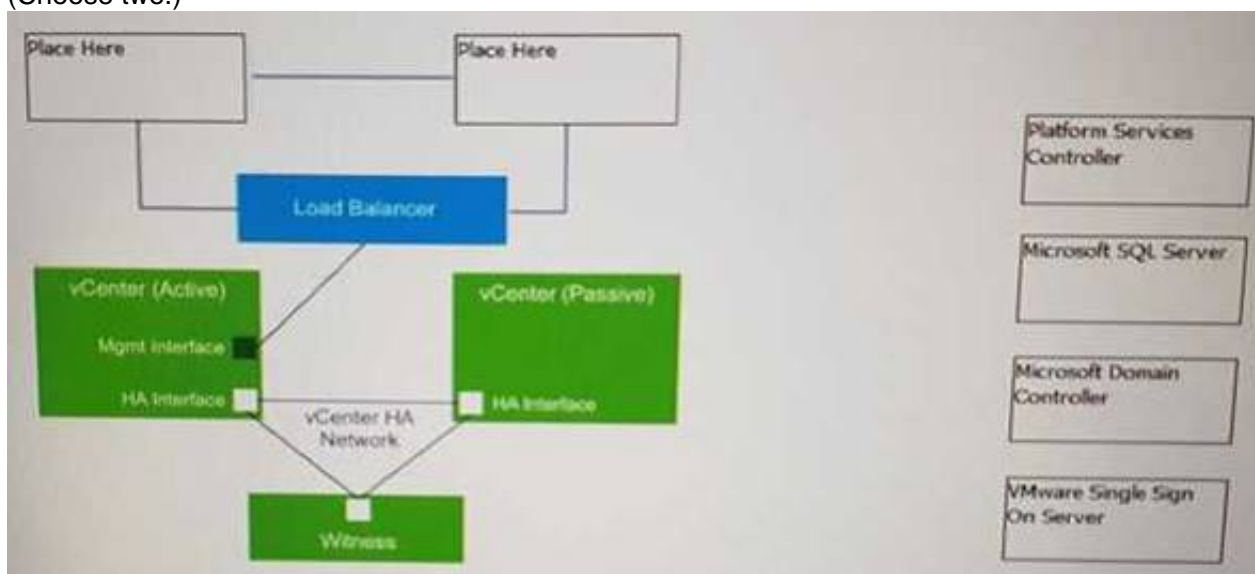 (Choose two.)
Place Here
Place Here
Load Balancer
vCenter (Active)
Mgmt Interface
HA Interface
vCenter (Passive)
HA Interface
vCenter HA
Network
Witness
Platform Services
Controller
Microsoft SQL Server
Microsoft Domain
Controller
VMware Single Sign
On Server